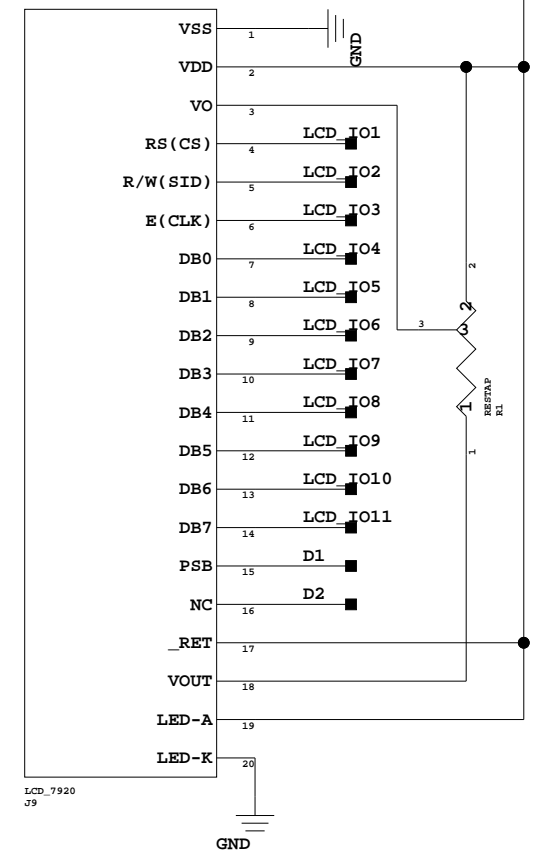 VSS 1 GND
VDD 2
VO 3
RS(CS) 4 LCD_IO1
R/W(SID) 5 LCD_IO2
E(CLK) 6 LCD_IO3
DB0 7 LCD_IO4
DB1 8 LCD_IO5
2
DB2 9 LCD_IO6 3 2 3
DB3 10 LCD_IO7
DB4 11 LCD_IO8 1 RESTAP R1
DB5 12 LCD_IO9 1
DB6 13 LCD_IO10
DB7 14 LCD_IO11
PSB 15 D1
NC 16 D2
_RET 17
VOUT 18
LED-A 19
LED-K 20
LCD_7920
J9
GND